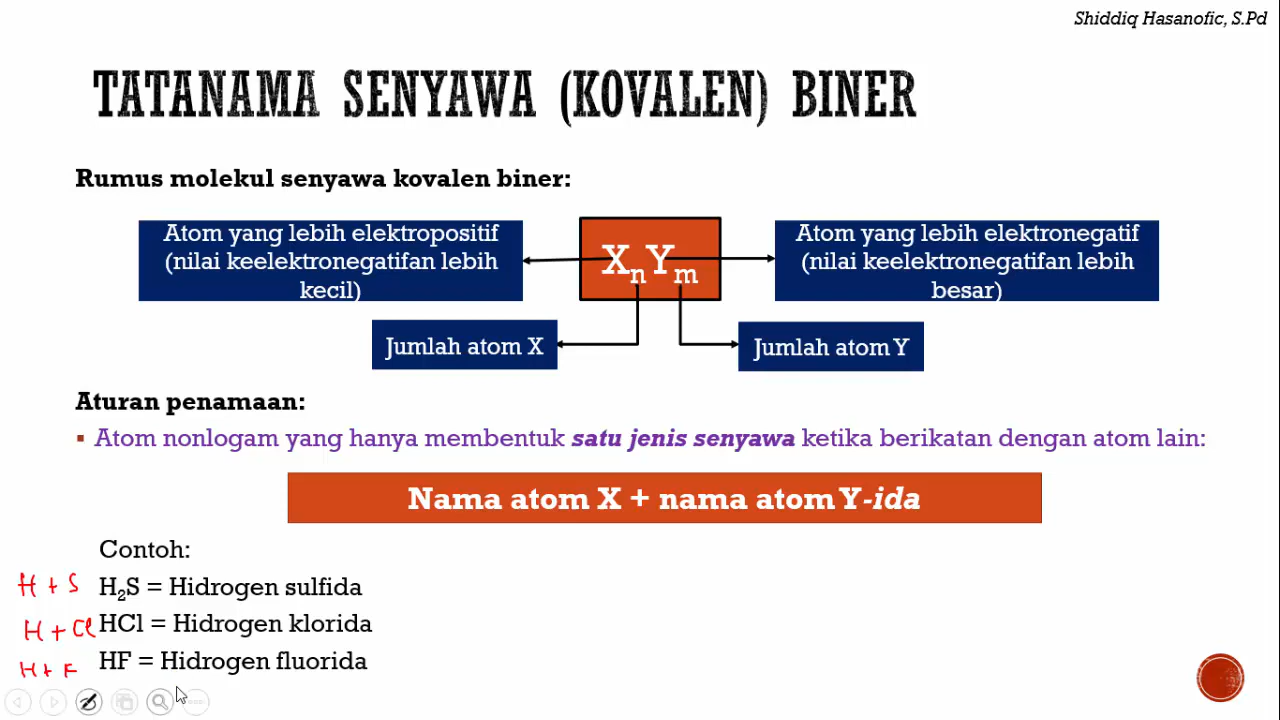 Shiddiq Hasanofic, S.Pd
TATANAMA SENYAWA (KOVALEN) BINER
Rumus molekul senyawa kovalen biner:
Atom yang lebih elektropositif
(nilai keelektronegatifan lebih
kecil)
XₙYₘ
Atom yang lebih elektronegatif
(nilai keelektronegatifan lebih
besar)
Jumlah atom X
Jumlah atom Y
Aturan penamaan:
▪ Atom nonlogam yang hanya membentuk satu jenis senyawa ketika berikatan dengan atom lain:
Nama atom X + nama atom Y-ida
Contoh:
H + S H₂S = Hidrogen sulfida
H + Cl HCl = Hidrogen klorida
H + F HF = Hidrogen fluorida